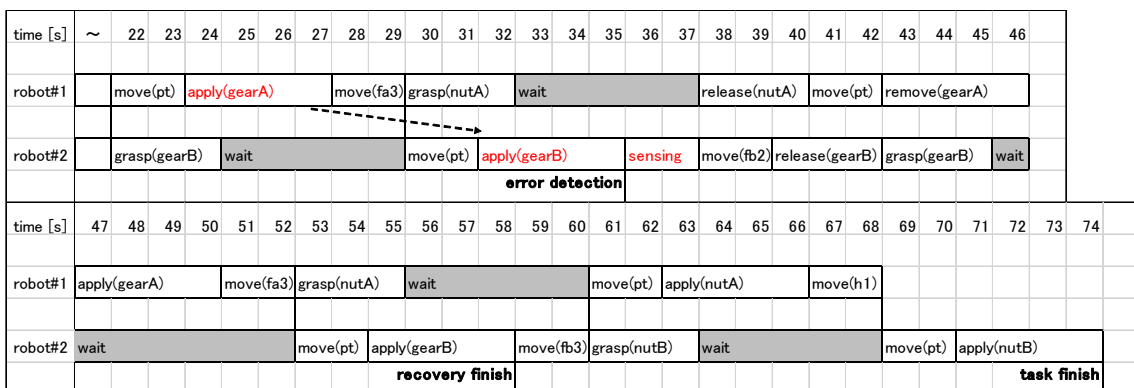 time [s] ~ 22 23 24 25 26 27 28 29 30 31 32 33 34 35 36 37 38 39 40 41 42 43 44 45 46
robot#1 move(pt) apply(gearA) move(fa3) grasp(nutA) wait release(nutA) move(pt) remove(gearA)
robot#2 grasp(gearB) wait move(pt) apply(gearB) sensing move(fb2) release(gearB) grasp(gearB) wait
error detection
time [s] 47 48 49 50 51 52 53 54 55 56 57 58 59 60 61 62 63 64 65 66 67 68 69 70 71 72 73 74
robot#1 apply(gearA) move(fa3) grasp(nutA) wait move(pt) apply(nutA) move(h1)
robot#2 wait move(pt) apply(gearB) move(fb3) grasp(nutB) wait move(pt) apply(nutB)
recovery finish task finish